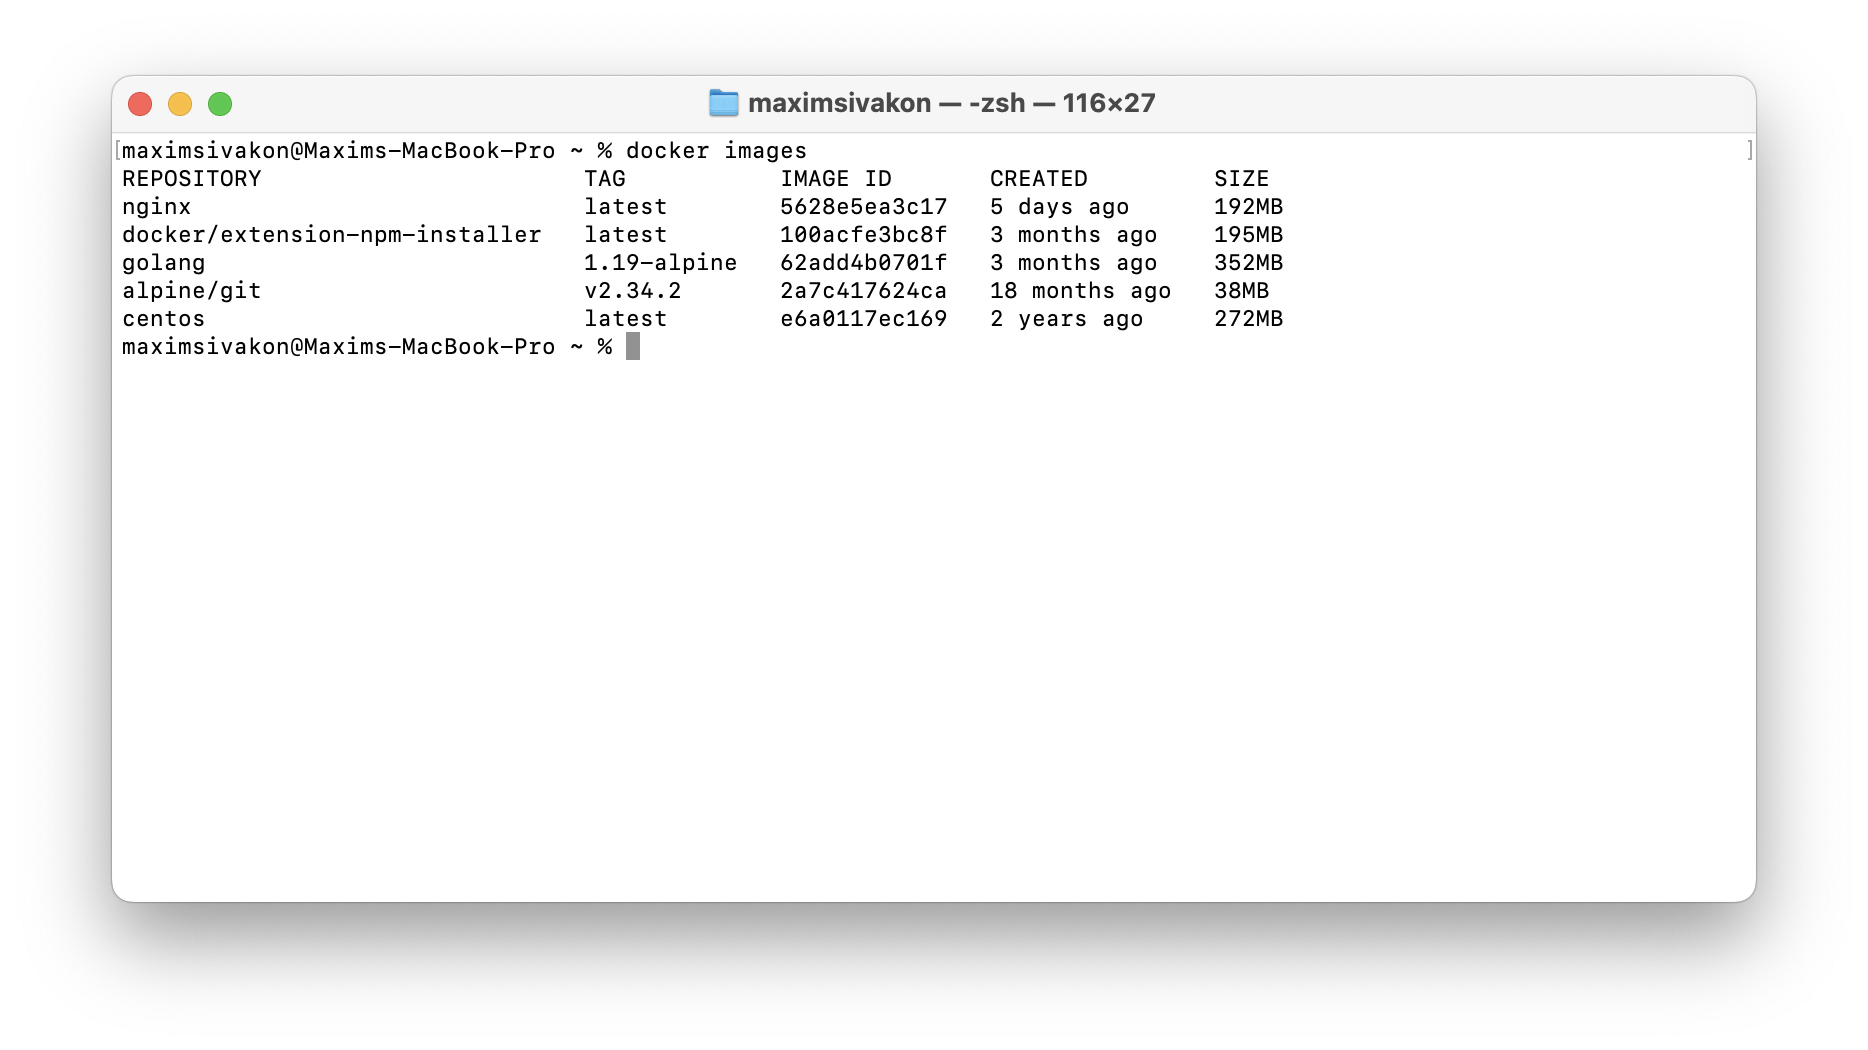 maximsivakon — -zsh — 116×27
[maximsivakon@Maxims-MacBook-Pro ~ % docker images ]
REPOSITORY TAG IMAGE ID CREATED SIZE
nginx latest 5628e5ea3c17 5 days ago 192MB
docker/extension-npm-installer latest 100acfe3bc8f 3 months ago 195MB
golang 1.19-alpine 62add4b0701f 3 months ago 352MB
alpine/git v2.34.2 2a7c417624ca 18 months ago 38MB
centos latest e6a0117ec169 2 years ago 272MB
maximsivakon@Maxims-MacBook-Pro ~ %